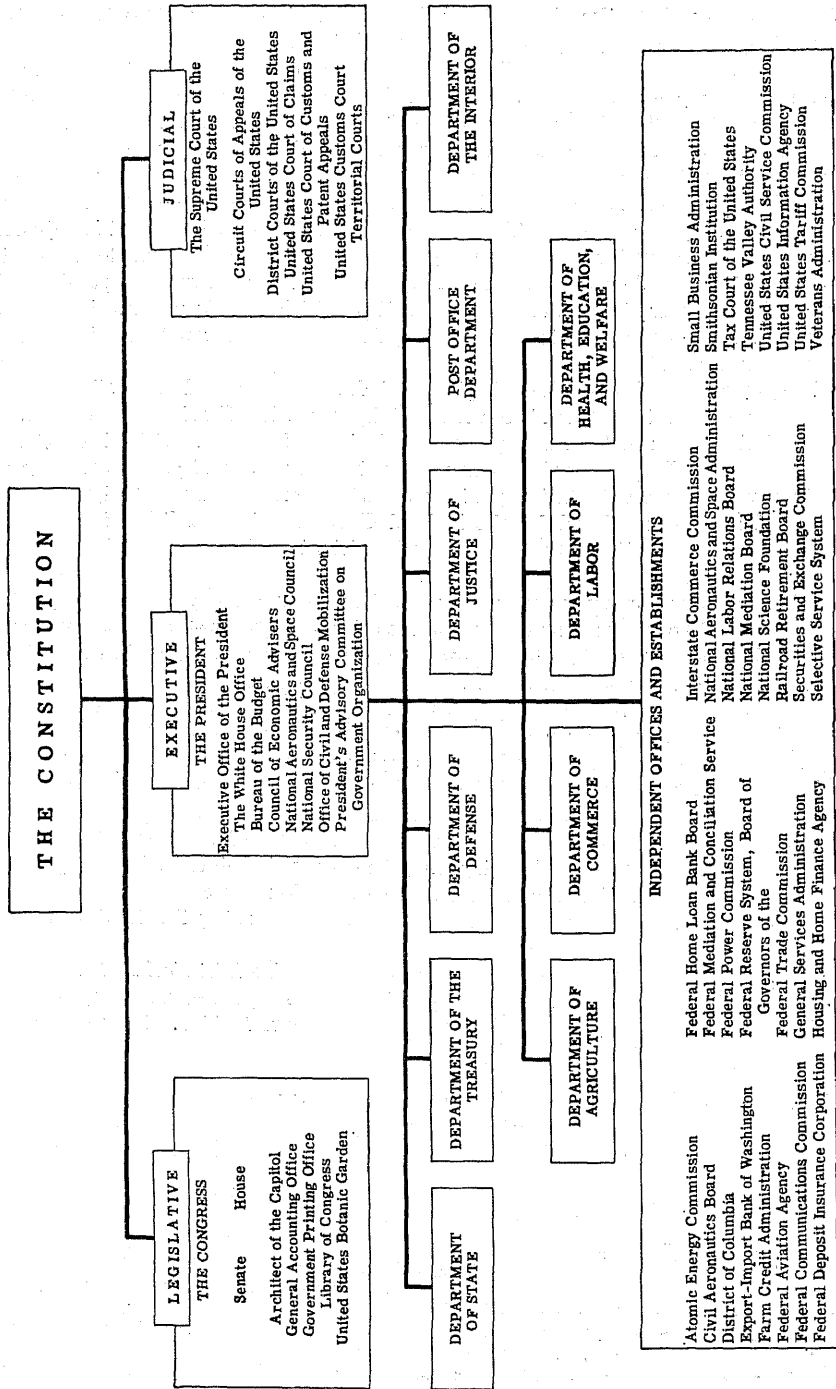 THE CONSTITUTION
LEGISLATIVE
THE CONGRESS
Senate House
Architect of the Capitol
General Accounting Office
Government Printing Office
Library of Congress
United States Botanic Garden
EXECUTIVE
THE PRESIDENT
Executive Office of the President
The White House Office
Bureau of the Budget
Council of Economic Advisers
National Aeronautics and Space Council
National Security Council
Office of Civil and Defense Mobilization
President's Advisory Committee on
Government Organization
JUDICIAL
The Supreme Court of the
United States
Circuit Courts of Appeals of the
United States
District Courts of the United States
United States Court of Claims
United States Court of Customs and
Patent Appeals
United States Customs Court
Territorial Courts
DEPARTMENT
OF STATE
DEPARTMENT OF THE
TREASURY
DEPARTMENT OF
DEFENSE
DEPARTMENT OF
JUSTICE
POST OFFICE
DEPARTMENT
DEPARTMENT OF
THE INTERIOR
DEPARTMENT OF
AGRICULTURE
DEPARTMENT OF
COMMERCE
DEPARTMENT OF
LABOR
DEPARTMENT OF
HEALTH, EDUCATION,
AND WELFARE
INDEPENDENT OFFICES AND ESTABLISHMENTS
Atomic Energy Commission
Civil Aeronautics Board
District of Columbia
Export-Import Bank of Washington
Farm Credit Administration
Federal Aviation Agency
Federal Communications Commission
Federal Deposit Insurance Corporation
Federal Home Loan Bank Board
Federal Mediation and Conciliation Service
Federal Power Commission
Federal Reserve System, Board of
Governors of the
Federal Trade Commission
General Services Administration
Housing and Home Finance Agency
Interstate Commerce Commission
National Aeronautics and Space Administration
National Labor Relations Board
National Mediation Board
National Science Foundation
Railroad Retirement Board
Securities and Exchange Commission
Selective Service System
Small Business Administration
Smithsonian Institution
Tax Court of the United States
Tennessee Valley Authority
United States Civil Service Commission
United States Information Agency
United States Tariff Commission
Veterans Administration